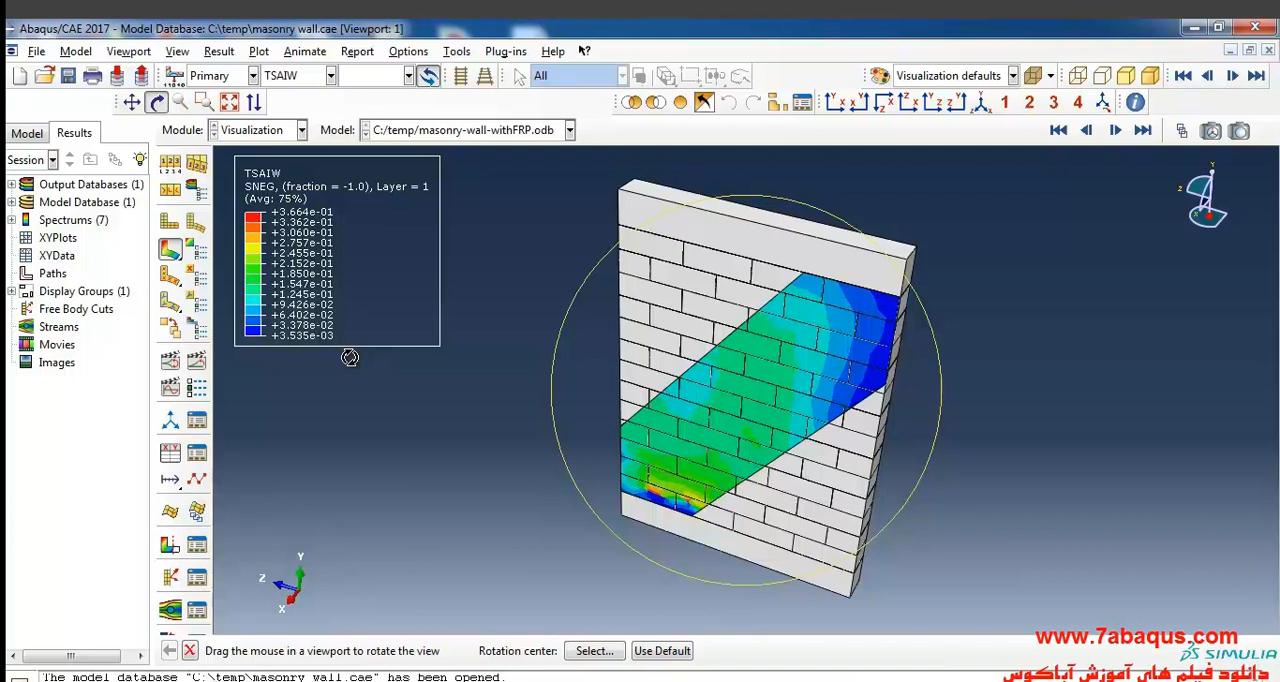 Abaqus/CAE 2017 - Model Database: C:\temp\masonry wall.cae [Viewport: 1]
File Model Viewport View Result Plot Animate Report Options Tools Plug-ins Help
Primary TSAIW All Visualization defaults
1 2 3 4
Model Results Module: Visualization Model: C:/temp/masonry-wall-withFRP.odb
Session
Output Databases (1)
Model Database (1)
Spectrums (7)
XYPlots
XYData
Paths
Display Groups (1)
Free Body Cuts
Streams
Movies
Images
TSAIW
SNEG, (fraction = -1.0), Layer = 1
(Avg: 75%)
+3.664e-01
+3.362e-01
+3.060e-01
+2.757e-01
+2.455e-01
+2.152e-01
+1.850e-01
+1.547e-01
+1.245e-01
+9.426e-02
+6.402e-02
+3.378e-02
+3.535e-03
Y
Z
X
Y
Z
X
Drag the mouse in a viewport to rotate the view Rotation center: Select... Use Default
www.7abaqus.com
SIMULIA
The model database "C:\temp\masonry wall.cae" has been opened.
دانلود فیلم های آموزش آباکوس